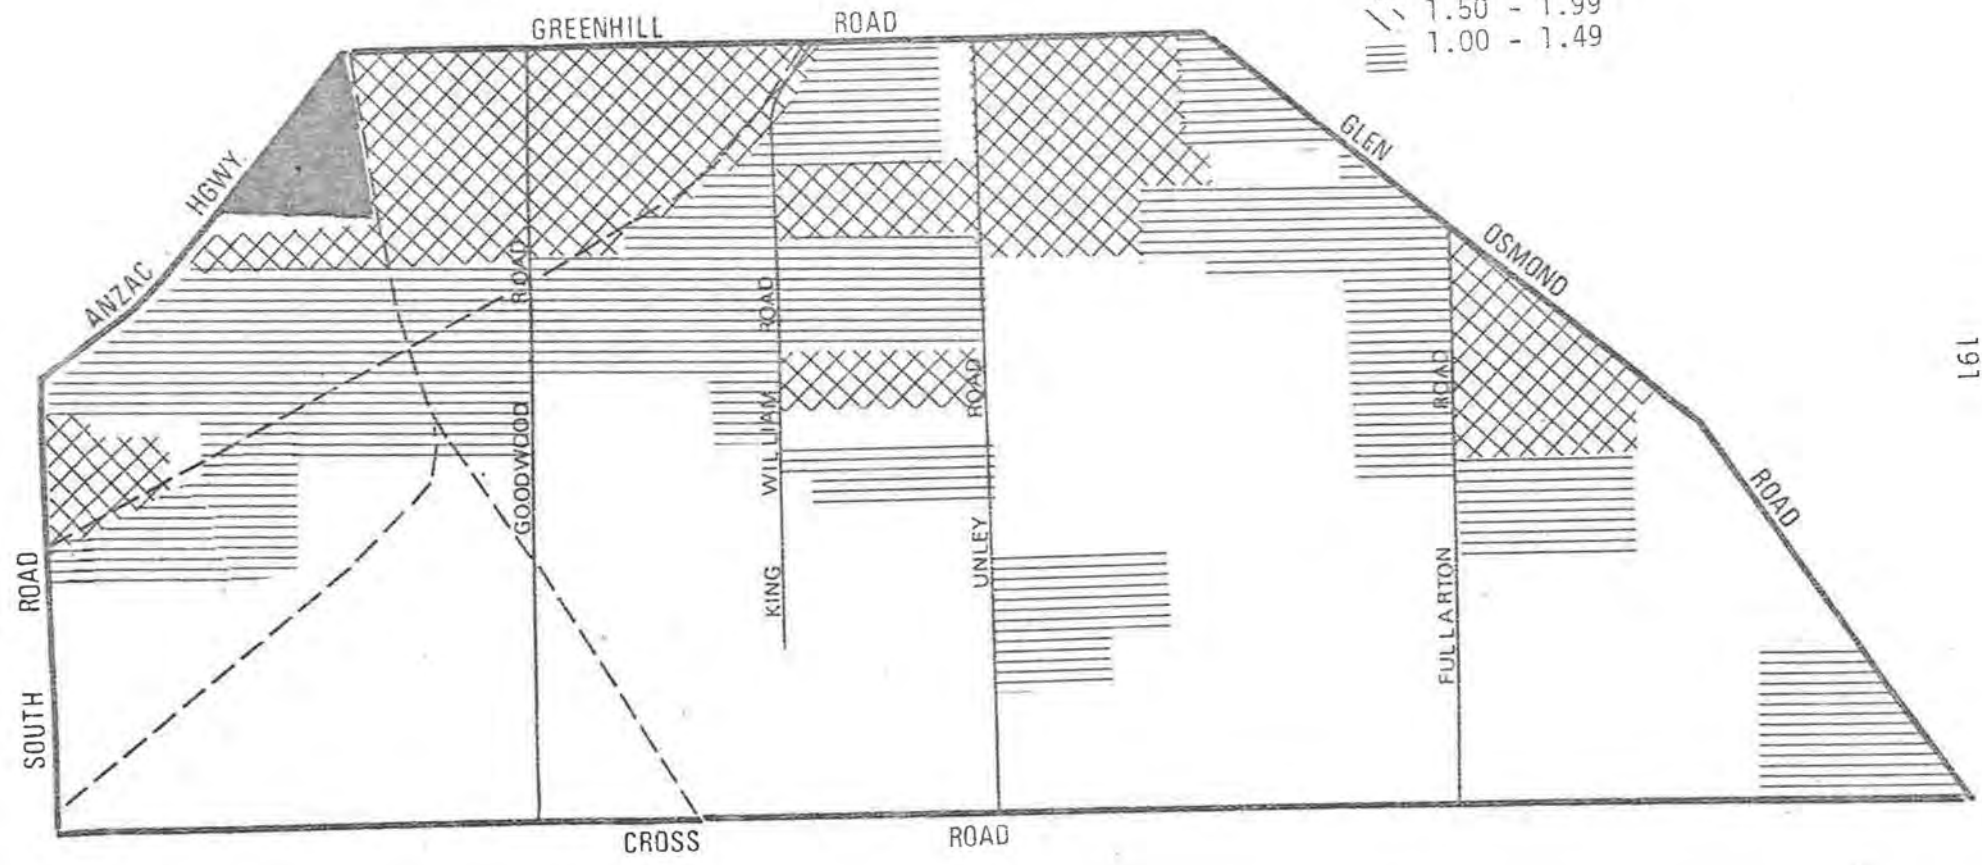 1.50 - 1.99
1.00 - 1.49
GREENHILL ROAD
ANZAC HGWY.
GLEN OSMOND ROAD
SOUTH ROAD
GOODWOOD ROAD
KING WILLIAM ROAD
UNLEY ROAD
FULLARTON ROAD
CROSS ROAD
191